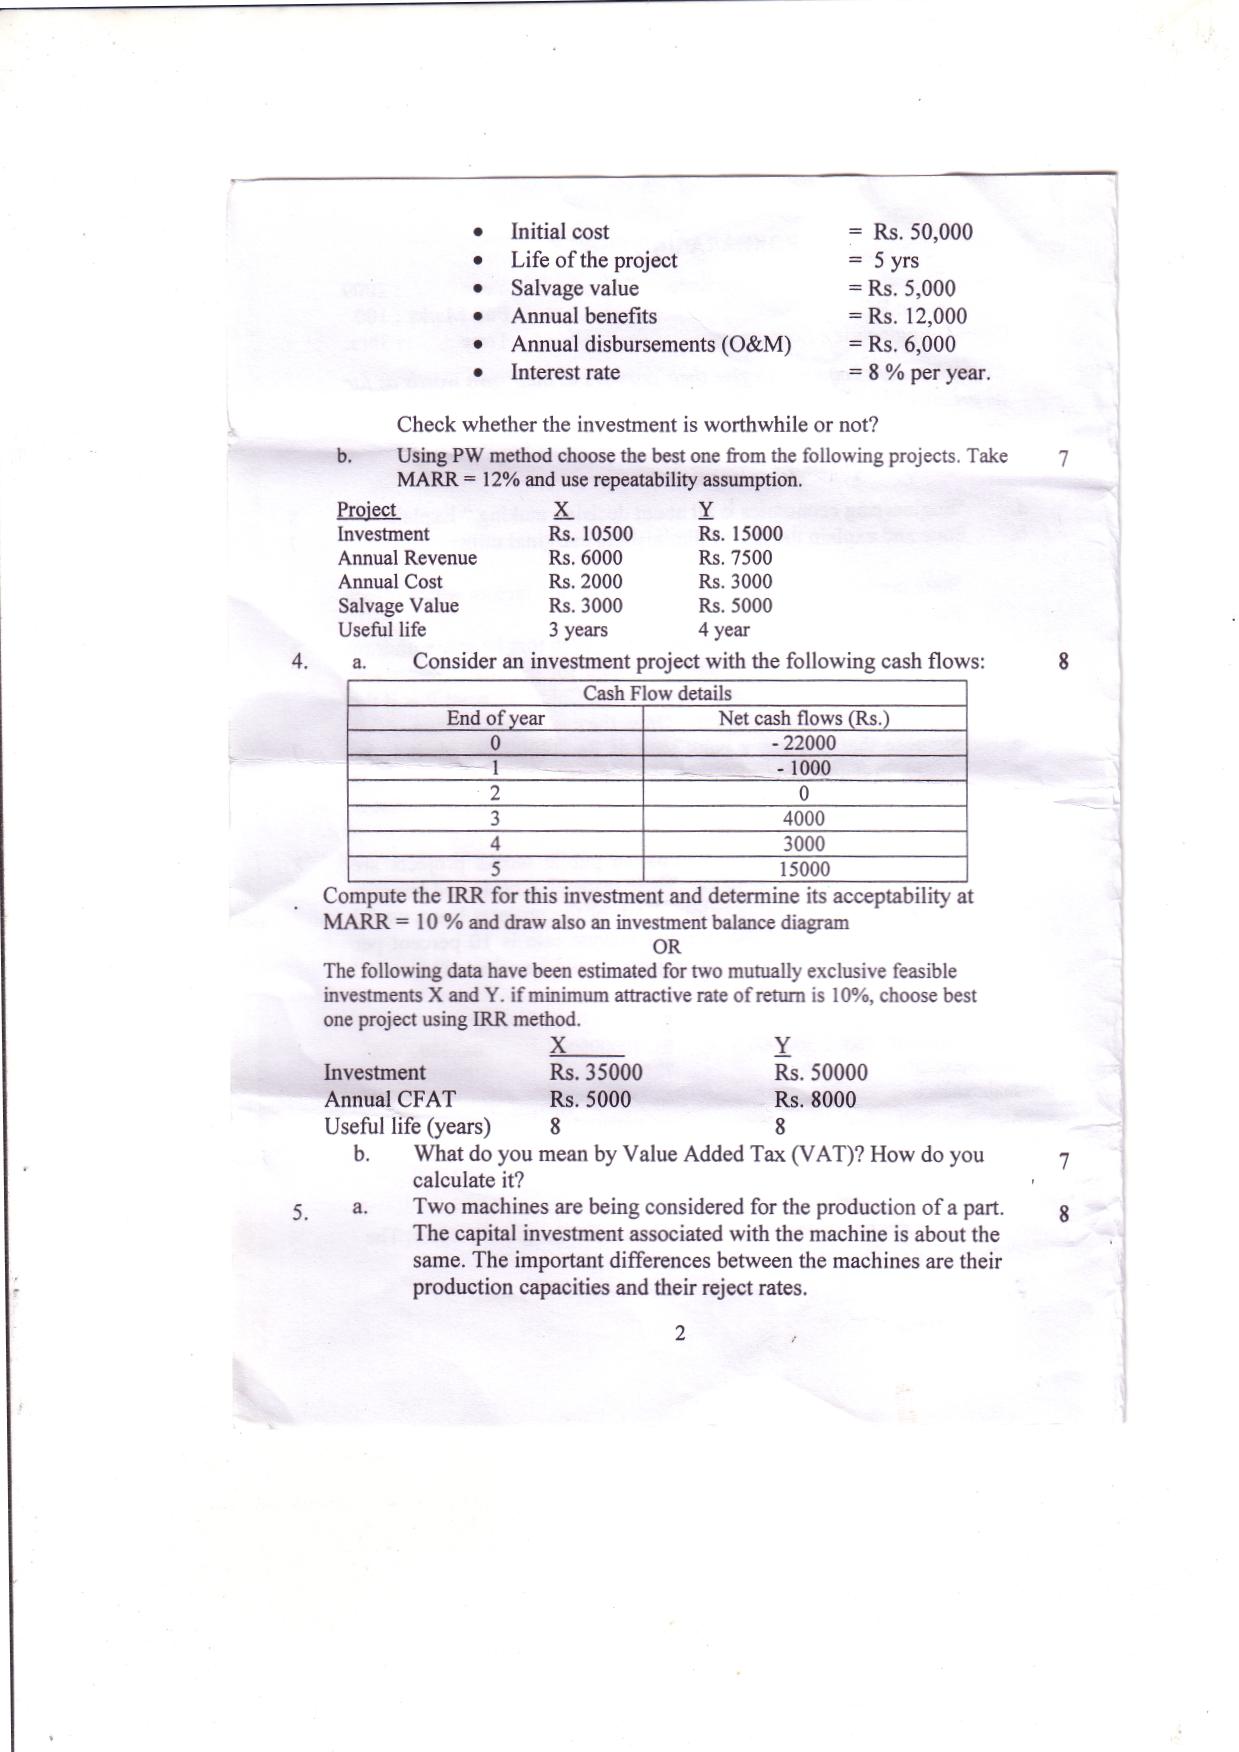 • Initial cost = Rs. 50,000
• Life of the project = 5 yrs
• Salvage value = Rs. 5,000
• Annual benefits = Rs. 12,000
• Annual disbursements (O&M) = Rs. 6,000
• Interest rate = 8 % per year.
Check whether the investment is worthwhile or not?
b. Using PW method choose the best one from the following projects. Take 7
MARR = 12% and use repeatability assumption.
Project X Y
Investment Rs. 10500 Rs. 15000
Annual Revenue Rs. 6000 Rs. 7500
Annual Cost Rs. 2000 Rs. 3000
Salvage Value Rs. 3000 Rs. 5000
Useful life 3 years 4 year
4. a. Consider an investment project with the following cash flows: 8
Cash Flow details
End of year Net cash flows (Rs.)
0 - 22000
1 - 1000
2 0
3 4000
4 3000
5 15000
Compute the IRR for this investment and determine its acceptability at
MARR = 10 % and draw also an investment balance diagram
OR
The following data have been estimated for two mutually exclusive feasible
investments X and Y. if minimum attractive rate of return is 10%, choose best
one project using IRR method.
X Y
Investment Rs. 35000 Rs. 50000
Annual CFAT Rs. 5000 Rs. 8000
Useful life (years) 8 8
b. What do you mean by Value Added Tax (VAT)? How do you 7
calculate it?
5. a. Two machines are being considered for the production of a part. 8
The capital investment associated with the machine is about the
same. The important differences between the machines are their
production capacities and their reject rates.
2